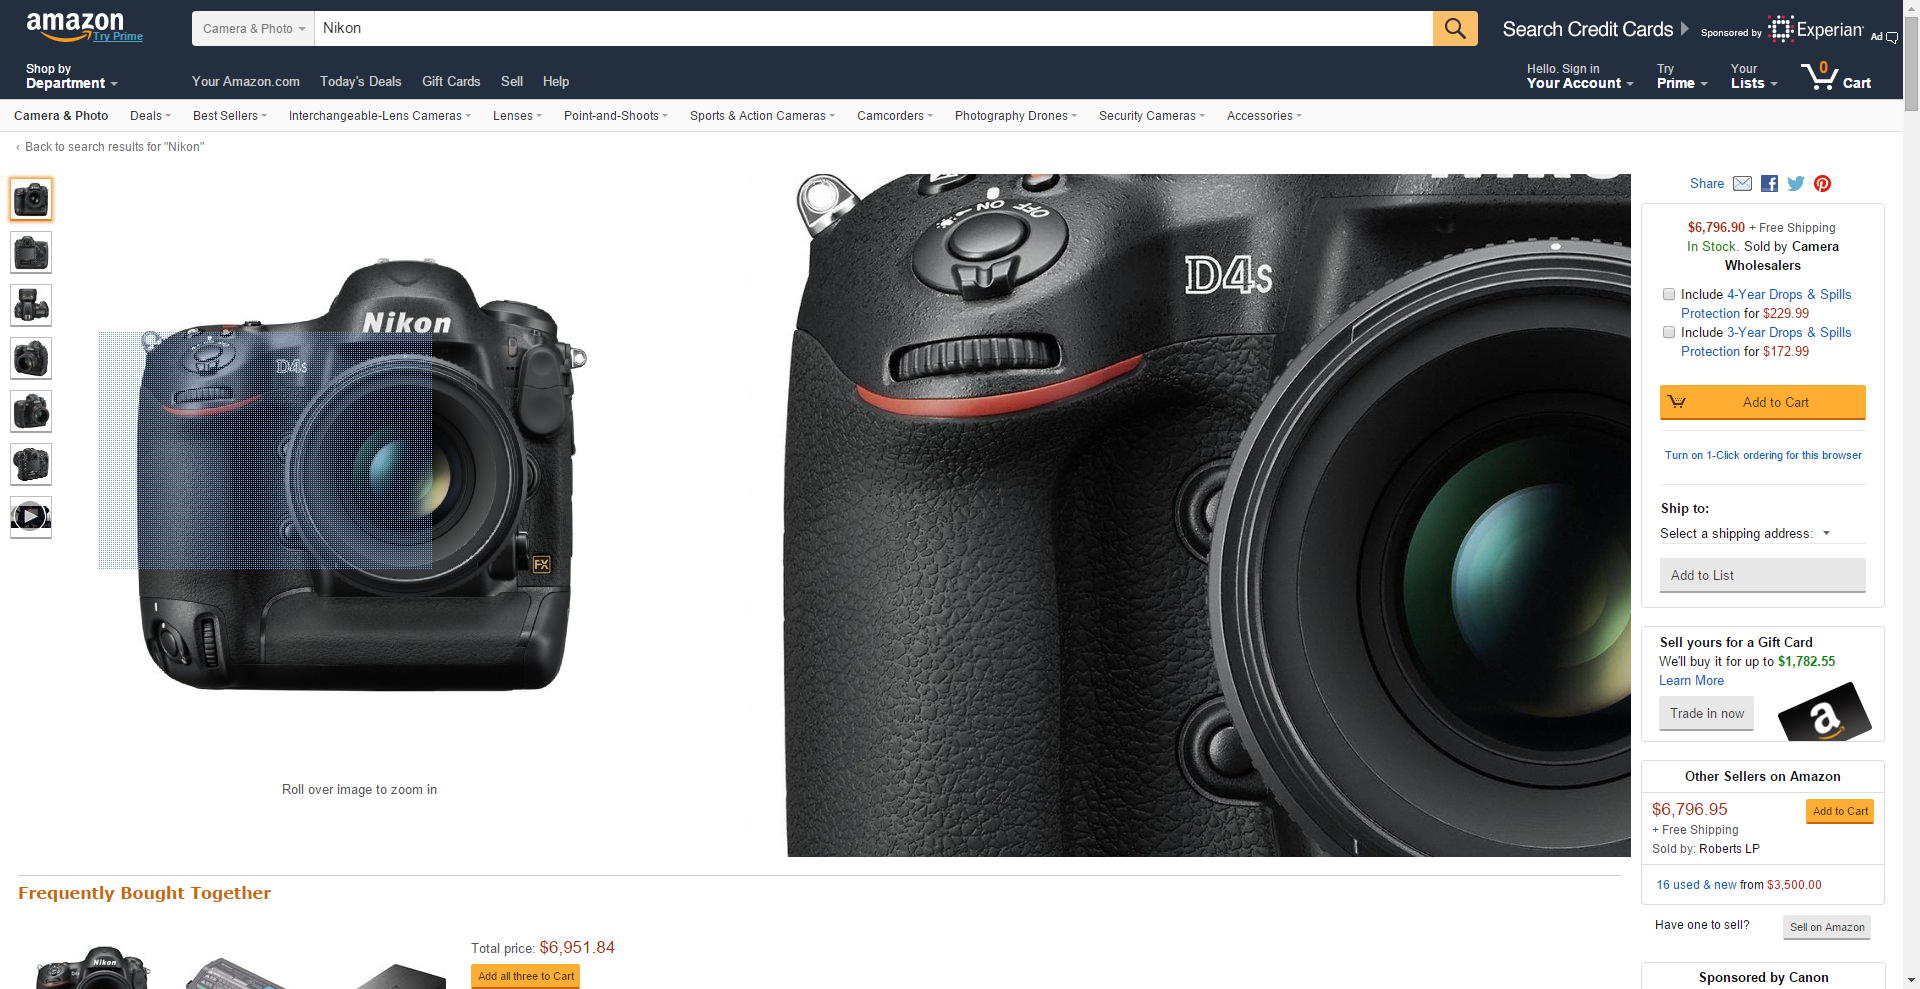 amazon
Try Prime
Camera & Photo
Nikon
Search Credit Cards
Sponsored by
Experian
Ad
Shop by
Department
Your Amazon.com
Today's Deals
Gift Cards
Sell
Help
Hello. Sign in
Your Account
Try
Prime
Your
Lists
0
Cart
Camera & Photo
Deals
Best Sellers
Interchangeable-Lens Cameras
Lenses
Point-and-Shoots
Sports & Action Cameras
Camcorders
Photography Drones
Security Cameras
Accessories
‹ Back to search results for "Nikon"
Nikon
D4s
FX
Roll over image to zoom in
ON
OFF
D4s
Share
$6,796.90 + Free Shipping
In Stock. Sold by Camera
Wholesalers
Include 4-Year Drops & Spills
Protection for $229.99
Include 3-Year Drops & Spills
Protection for $172.99
Add to Cart
Turn on 1-Click ordering for this browser
Ship to:
Select a shipping address:
Add to List
Sell yours for a Gift Card
We'll buy it for up to $1,782.55
Learn More
Trade in now
a
Other Sellers on Amazon
$6,796.95
Add to Cart
+ Free Shipping
Sold by: Roberts LP
16 used & new from $3,500.00
Have one to sell?
Sell on Amazon
Sponsored by Canon
Frequently Bought Together
Nikon
D4s
Total price: $6,951.84
Add all three to Cart